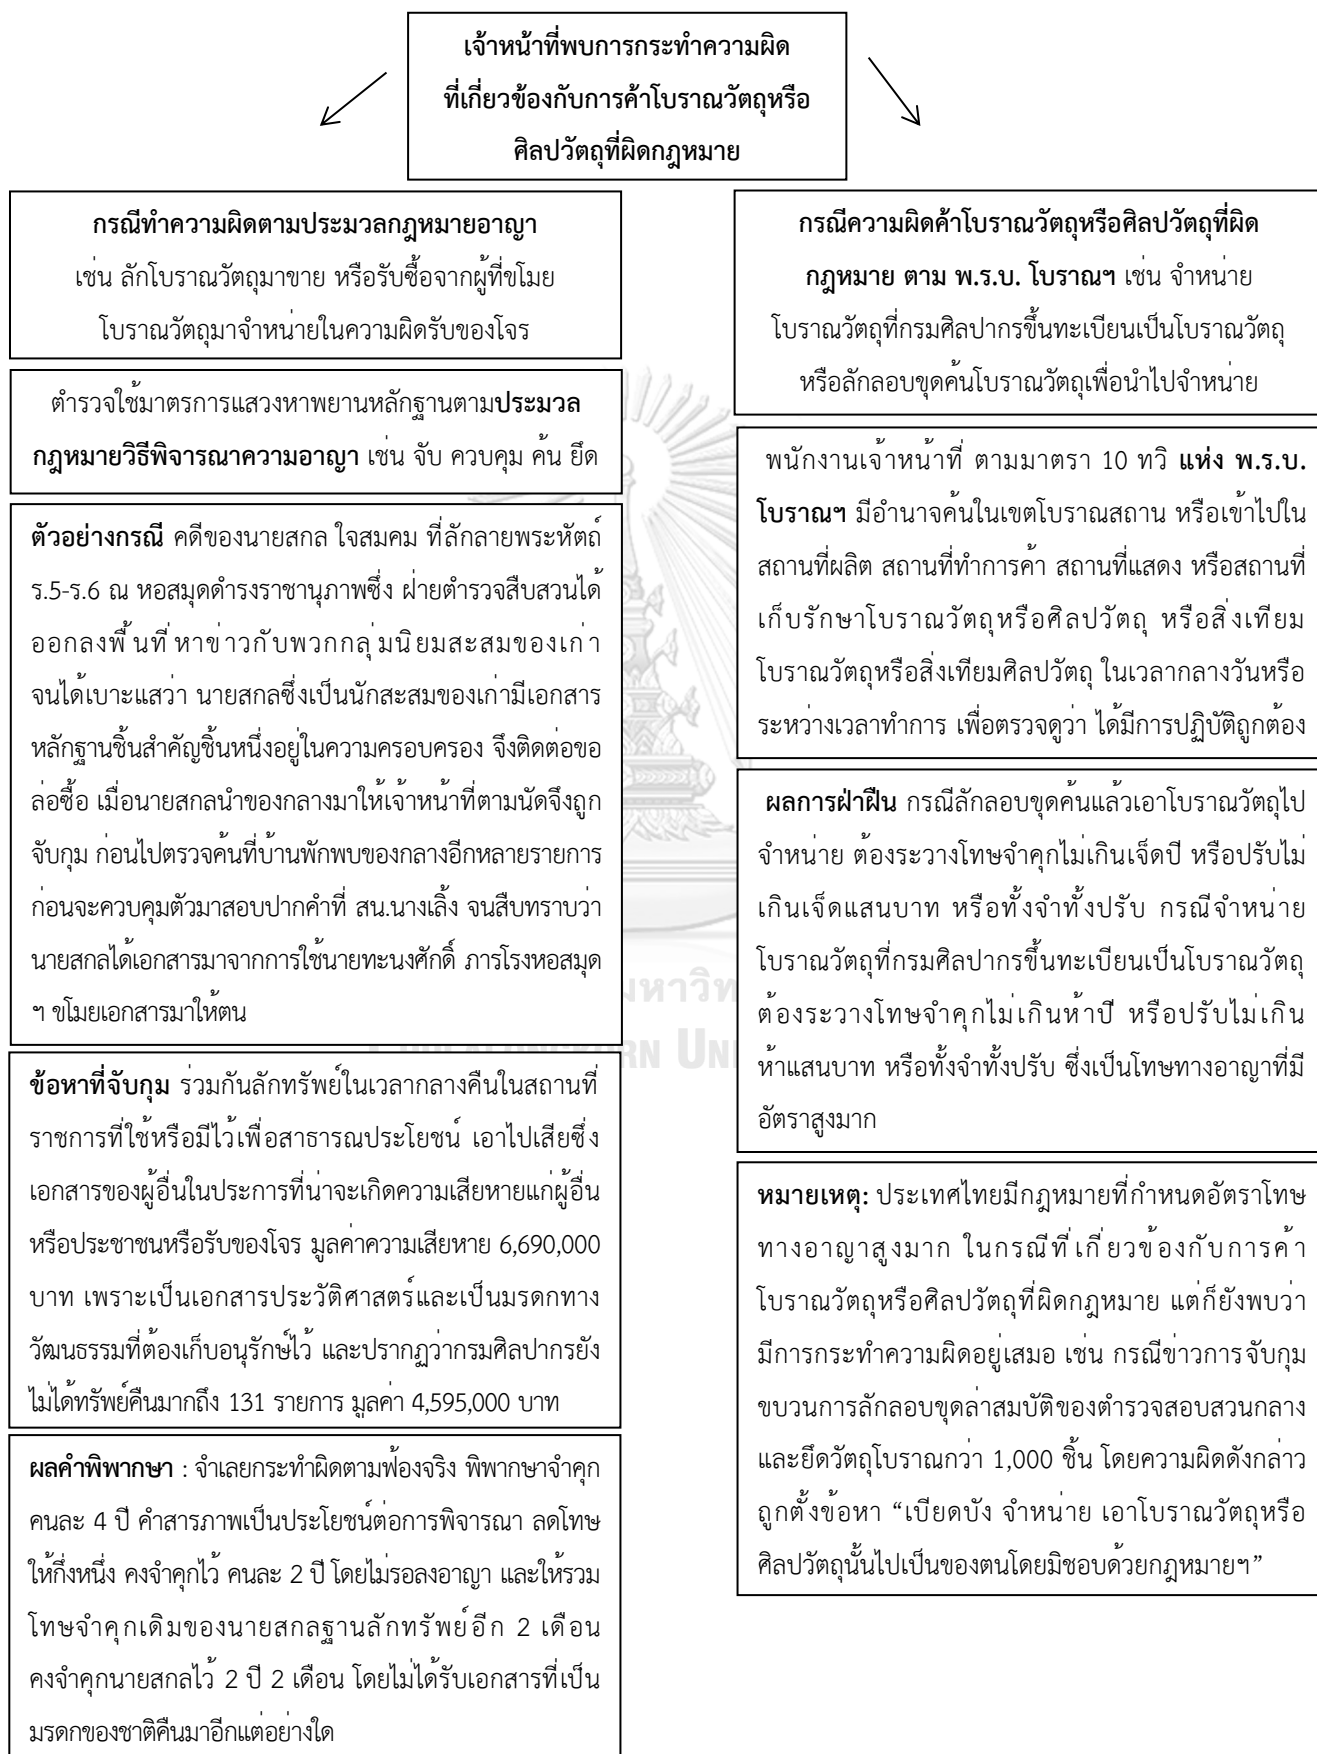 เจ้าหน้าที่พบการกระทำความผิด
ที่เกี่ยวข้องกับการค้าโบราณวัตถุหรือ
ศิลปวัตถุที่ผิดกฎหมาย
กรณีทำความผิดตามประมวลกฎหมายอาญา
เช่น ลักโบราณวัตถุมาขาย หรือรับซื้อจากผู้ที่ขโมย
โบราณวัตถุมาจำหน่ายในความผิดรับของโจร
ตำรวจใช้มาตรการแสวงหาพยานหลักฐานตามประมวล
กฎหมายวิธีพิจารณาความอาญา เช่น จับ ควบคุม ค้น ยึด
ตัวอย่างกรณี คดีของนายสกล ใจสมคม ที่ลักลายพระหัตถ์
ร.5-ร.6 ณ หอสมุดดำรงราชานุภาพซึ่ง ฝ่ายตำรวจสืบสวนได้
ออกลงพื้นที่หาข่าวกับพวกกลุ่มนิยมสะสมของเก่า
จนได้เบาะแสว่า นายสกลซึ่งเป็นนักสะสมของเก่ามีเอกสาร
หลักฐานชิ้นสำคัญชิ้นหนึ่งอยู่ในความครอบครอง จึงติดต่อขอ
ล่อซื้อ เมื่อนายสกลนำของกลางมาให้เจ้าหน้าที่ตามนัดจึงถูก
จับกุม ก่อนไปตรวจค้นที่บ้านพักพบของกลางอีกหลายรายการ
ก่อนจะควบคุมตัวมาสอบปากคำที่ สน.นางเลิ้ง จนสืบทราบว่า
นายสกลได้เอกสารมาจากการใช้นายทะนงศักดิ์ ภารโรงหอสมุด
ฯ ขโมยเอกสารมาให้ตน
ข้อหาที่จับกุม ร่วมกันลักทรัพย์ในเวลากลางคืนในสถานที่
ราชการที่ใช้หรือมีไว้เพื่อสาธารณประโยชน์ เอาไปเสียซึ่ง
เอกสารของผู้อื่นในประการที่น่าจะเกิดความเสียหายแก่ผู้อื่น
หรือประชาชนหรือรับของโจร มูลค่าความเสียหาย 6,690,000
บาท เพราะเป็นเอกสารประวัติศาสตร์และเป็นมรดกทาง
วัฒนธรรมที่ต้องเก็บอนุรักษ์ไว้ และปรากฏว่ากรมศิลปากรยัง
ไม่ได้ทรัพย์คืนมากถึง 131 รายการ มูลค่า 4,595,000 บาท
ผลคำพิพากษา : จำเลยกระทำผิดตามฟ้องจริง พิพากษาจำคุก
คนละ 4 ปี คำสารภาพเป็นประโยชน์ต่อการพิจารณา ลดโทษ
ให้กึ่งหนึ่ง คงจำคุกไว้ คนละ 2 ปี โดยไม่รอลงอาญา และให้รวม
โทษจำคุกเดิมของนายสกลฐานลักทรัพย์อีก 2 เดือน
คงจำคุกนายสกลไว้ 2 ปี 2 เดือน โดยไม่ได้รับเอกสารที่เป็น
มรดกของชาติคืนมาอีกแต่อย่างใด
กรณีความผิดค้าโบราณวัตถุหรือศิลปวัตถุที่ผิด
กฎหมาย ตาม พ.ร.บ. โบราณฯ เช่น จำหน่าย
โบราณวัตถุที่กรมศิลปากรขึ้นทะเบียนเป็นโบราณวัตถุ
หรือลักลอบขุดค้นโบราณวัตถุเพื่อนำไปจำหน่าย
พนักงานเจ้าหน้าที่ ตามมาตรา 10 ทวิ แห่ง พ.ร.บ.
โบราณฯ มีอำนาจค้นในเขตโบราณสถาน หรือเข้าไปใน
สถานที่ผลิต สถานที่ทำการค้า สถานที่แสดง หรือสถานที่
เก็บรักษาโบราณวัตถุหรือศิลปวัตถุ หรือสิ่งเทียม
โบราณวัตถุหรือสิ่งเทียมศิลปวัตถุ ในเวลากลางวันหรือ
ระหว่างเวลาทำการ เพื่อตรวจดูว่า ได้มีการปฏิบัติถูกต้อง
ผลการฝ่าฝืน กรณีลักลอบขุดค้นแล้วเอาโบราณวัตถุไป
จำหน่าย ต้องระวางโทษจำคุกไม่เกินเจ็ดปี หรือปรับไม่
เกินเจ็ดแสนบาท หรือทั้งจำทั้งปรับ กรณีจำหน่าย
โบราณวัตถุที่กรมศิลปากรขึ้นทะเบียนเป็นโบราณวัตถุ
ต้องระวางโทษจำคุกไม่เกินห้าปี หรือปรับไม่เกิน
ห้าแสนบาท หรือทั้งจำทั้งปรับ ซึ่งเป็นโทษทางอาญาที่มี
อัตราสูงมาก
หมายเหตุ: ประเทศไทยมีกฎหมายที่กำหนดอัตราโทษ
ทางอาญาสูงมาก ในกรณีที่เกี่ยวข้องกับการค้า
โบราณวัตถุหรือศิลปวัตถุที่ผิดกฎหมาย แต่ก็ยังพบว่า
มีการกระทำความผิดอยู่เสมอ เช่น กรณีข่าวการจับกุม
ขบวนการลักลอบขุดล่าสมบัติของตำรวจสอบสวนกลาง
และยึดวัตถุโบราณกว่า 1,000 ชิ้น โดยความผิดดังกล่าว
ถูกตั้งข้อหา “เบียดบัง จำหน่าย เอาโบราณวัตถุหรือ
ศิลปวัตถุนั้นไปเป็นของตนโดยมิชอบด้วยกฎหมายฯ”